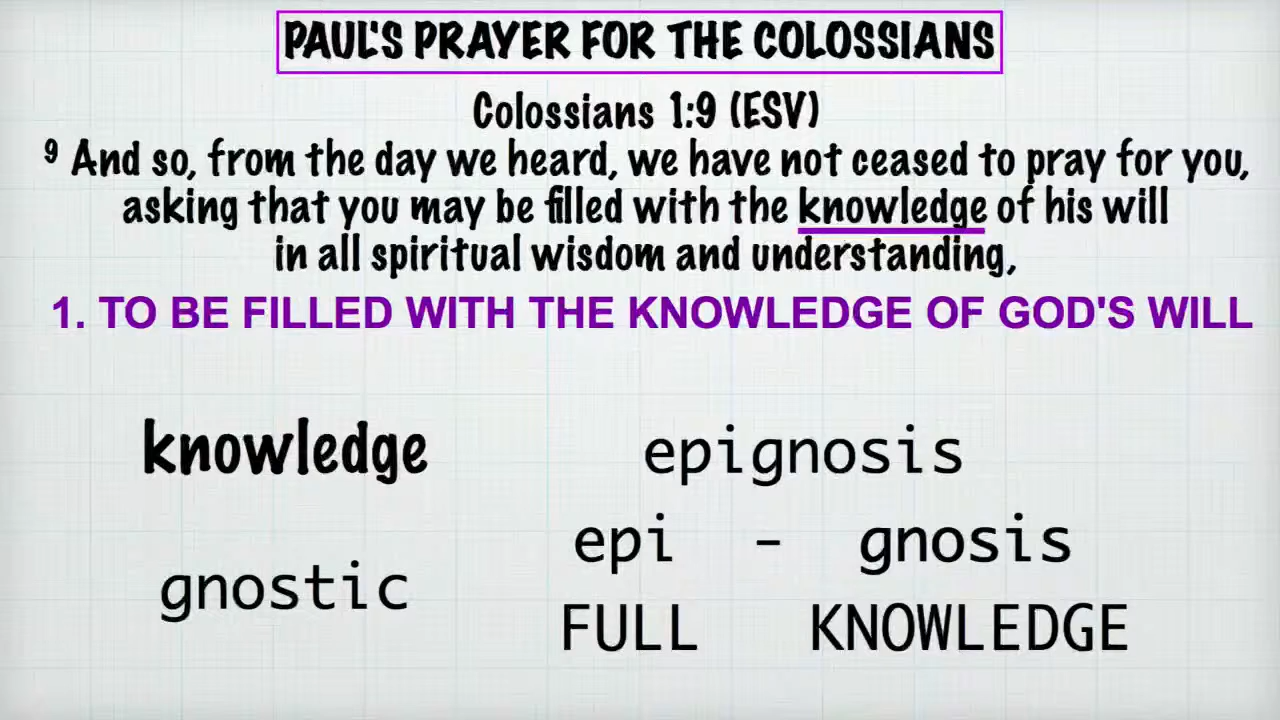 PAUL'S PRAYER FOR THE COLOSSIANS
Colossians 1:9 (ESV)
9 And so, from the day we heard, we have not ceased to pray for you,
asking that you may be filled with the knowledge of his will
in all spiritual wisdom and understanding,
1. TO BE FILLED WITH THE KNOWLEDGE OF GOD'S WILL
knowledge epignosis
epi - gnosis
gnostic
FULL KNOWLEDGE